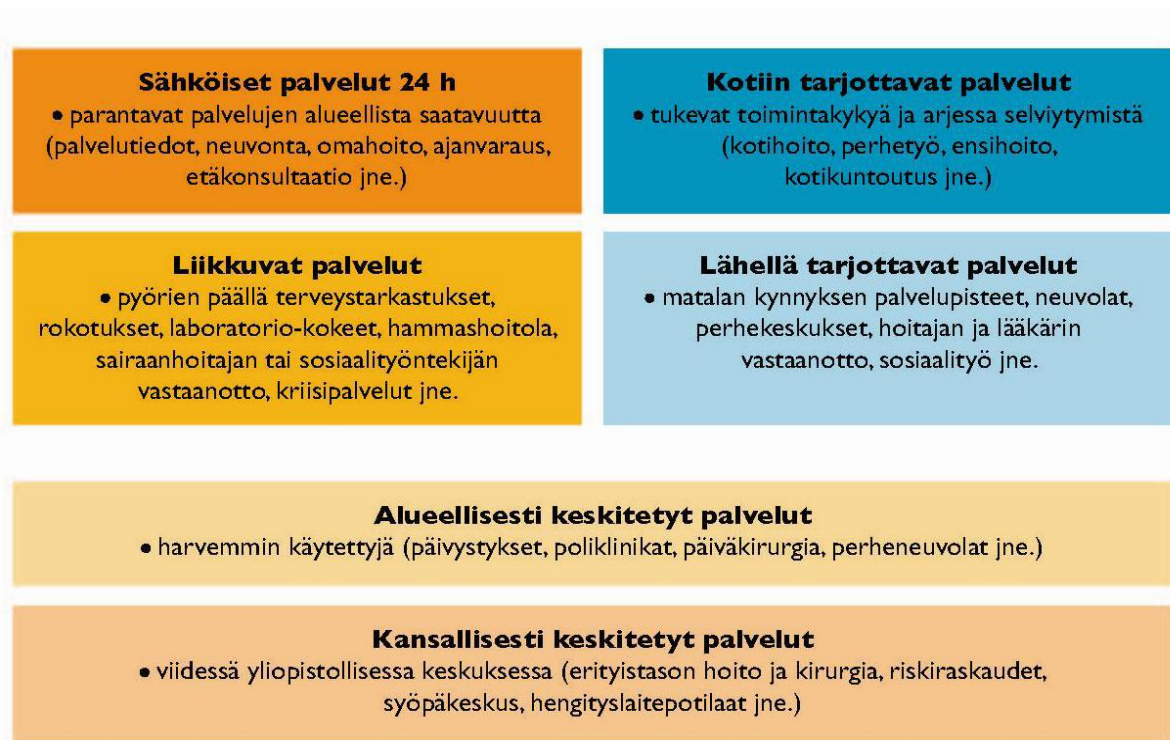 Sähköiset palvelut 24 h
• parantavat palvelujen alueellista saatavuutta
(palvelutiedot, neuvonta, omahoito, ajanvaraus,
etäkonsultaatio jne.)
Kotiin tarjottavat palvelut
• tukevat toimintakykyä ja arjessa selviytymistä
(kotihoito, perhetyö, ensihoito,
kotikuntoutus jne.)
Liikkuvat palvelut
• pyörien päällä terveystarkastukset,
rokotukset, laboratorio-kokeet, hammashoitola,
sairaanhoitajan tai sosiaalityöntekijän
vastaanotto, kriisipalvelut jne.
Lähellä tarjottavat palvelut
• matalan kynnyksen palvelupisteet, neuvolat,
perhekeskukset, hoitajan ja lääkärin
vastaanotto, sosiaalityö jne.
Alueellisesti keskitetyt palvelut
• harvemmin käytettyjä (päivystykset, poliklinikat, päiväkirurgia, perheneuvolat jne.)
Kansallisesti keskitetyt palvelut
• viidessä yliopistollisessa keskuksessa (erityistason hoito ja kirurgia, riskiraskaudet,
syöpäkeskus, hengityslaitepotilaat jne.)